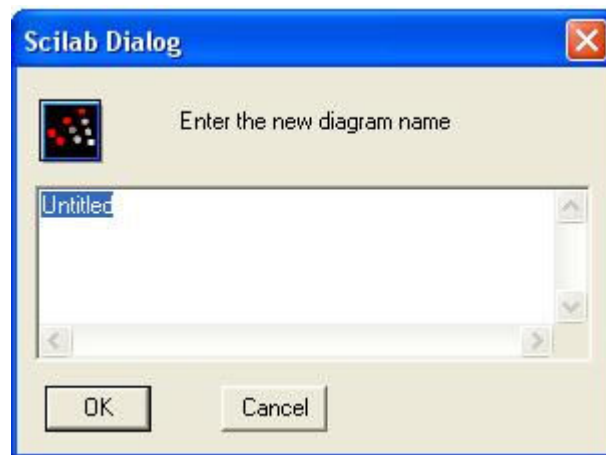 Scilab Dialog
Enter the new diagram name
Untitled
OK
Cancel